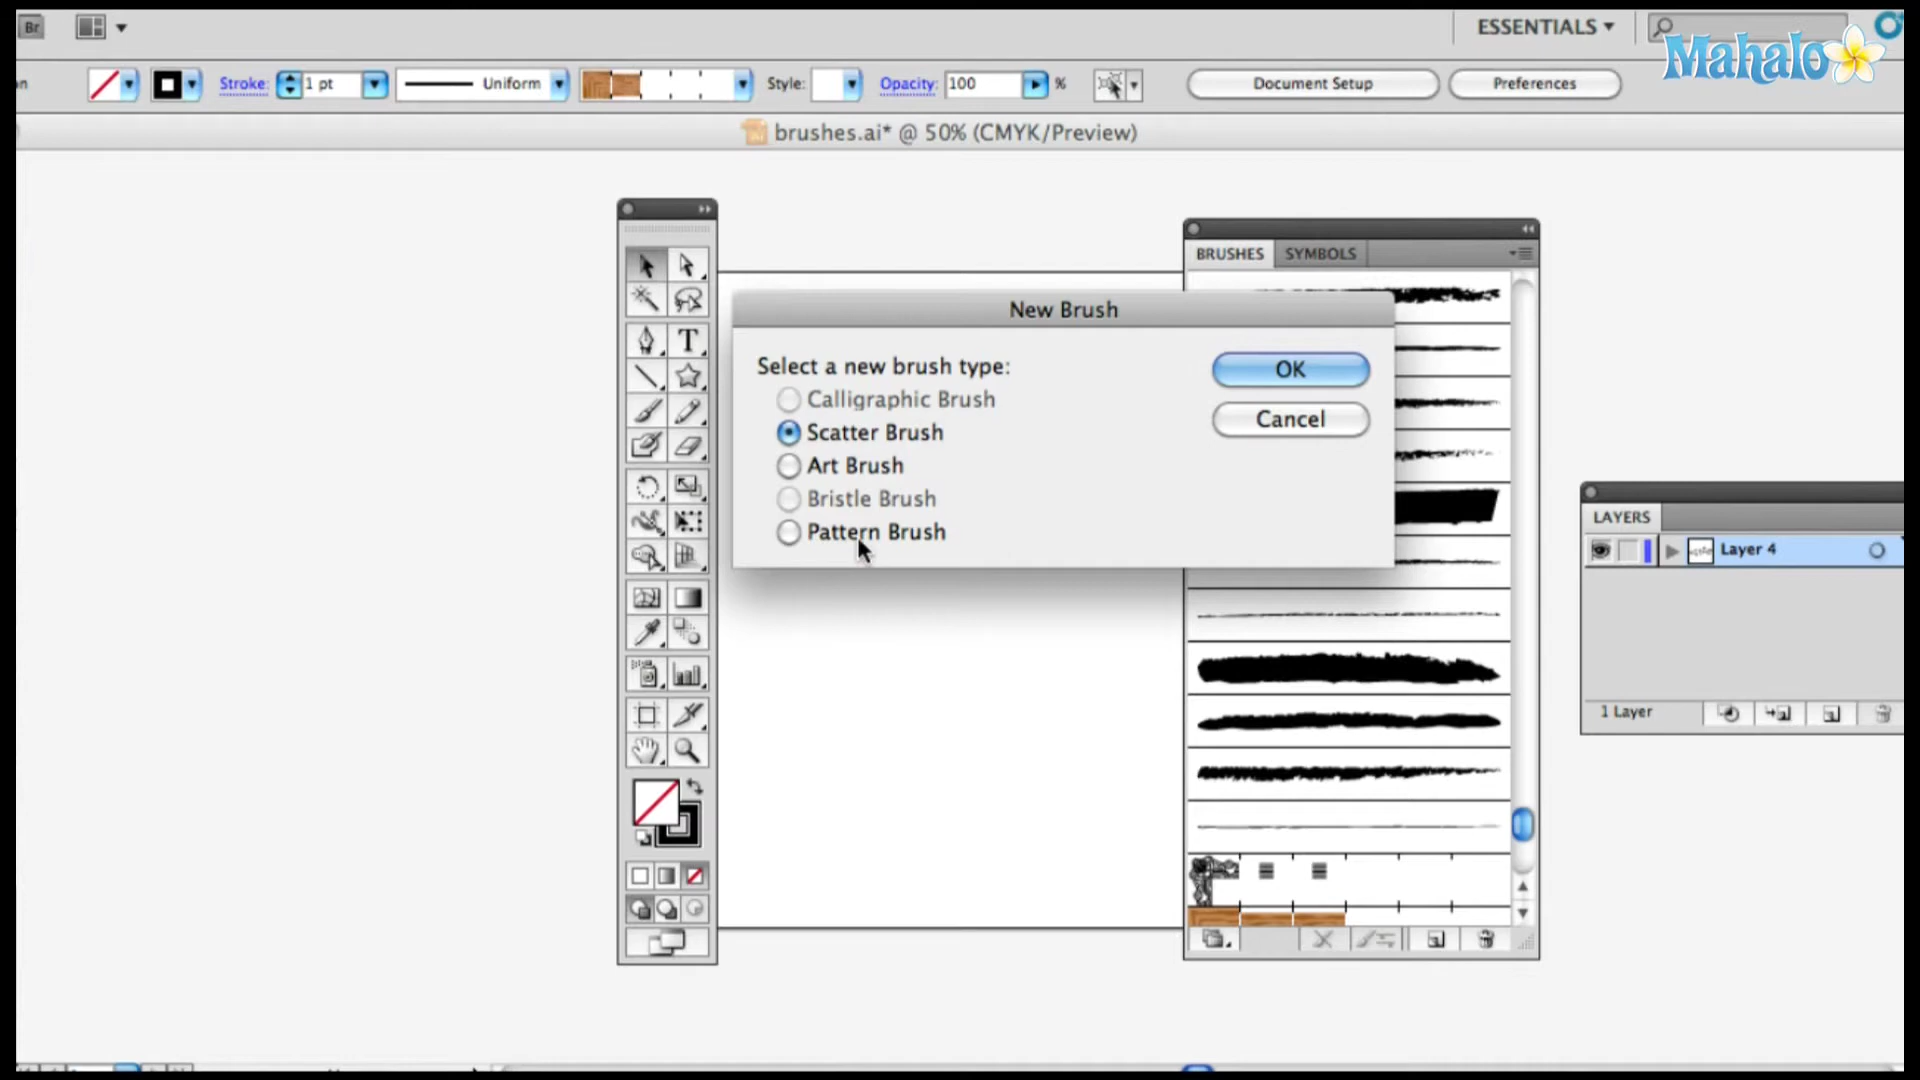 Br
ESSENTIALS
Mahalo
n
Stroke:
1 pt
Uniform
Style:
Opacity:
100
%
Document Setup
Preferences
brushes.ai* @ 50% (CMYK/Preview)
BRUSHES
SYMBOLS
New Brush
Select a new brush type:
OK
Calligraphic Brush
Cancel
Scatter Brush
Art Brush
Bristle Brush
Pattern Brush
T
LAYERS
Layer 4
1 Layer